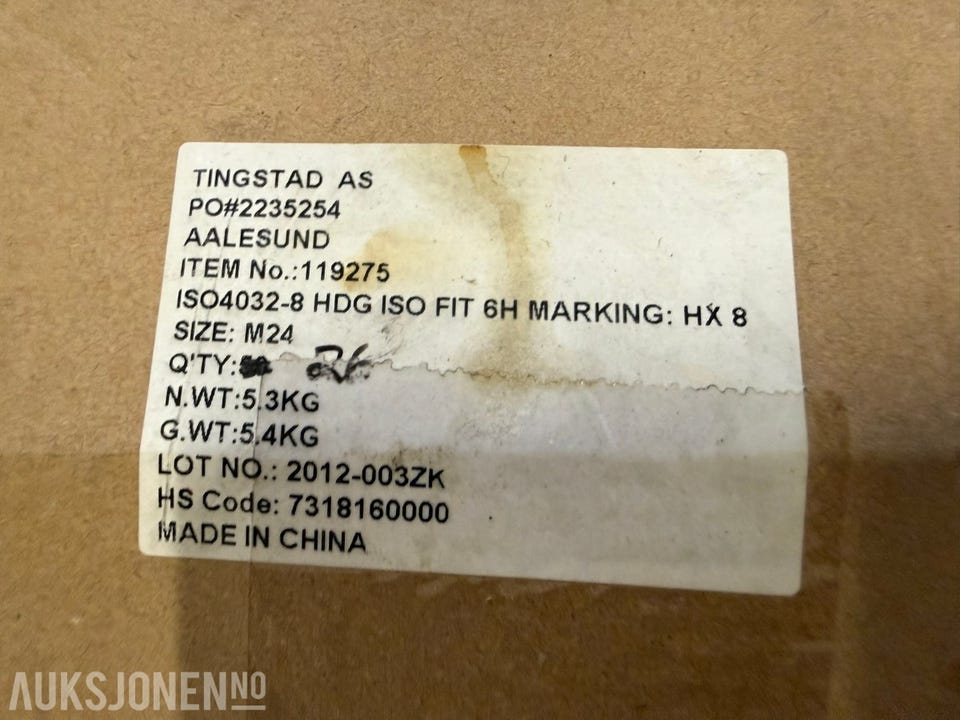 TINGSTAD AS
PO#2235254
AALESUND
ITEM No.:119275
ISO4032-8 HDG ISO FIT 6H MARKING: HX 8
SIZE: M24
Q'TY:
N.WT:5.3KG
G.WT:5.4KG
LOT NO.: 2012-003ZK
HS Code: 7318160000
MADE IN CHINA
AUKSJONEN NO